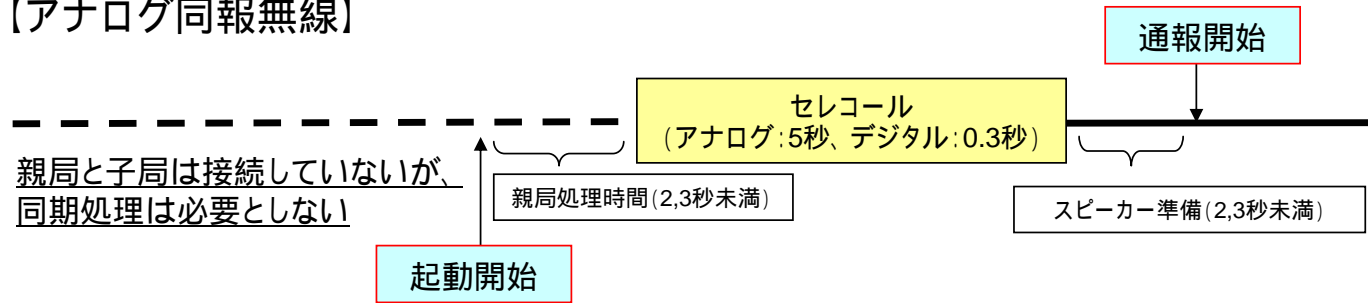 【アナログ同報無線】
通報開始
セレコール
(アナログ:5秒、デジタル:0.3秒)
親局と子局は接続していないが、
同期処理は必要としない
親局処理時間(2,3秒未満)
スピーカー準備(2,3秒未満)
起動開始